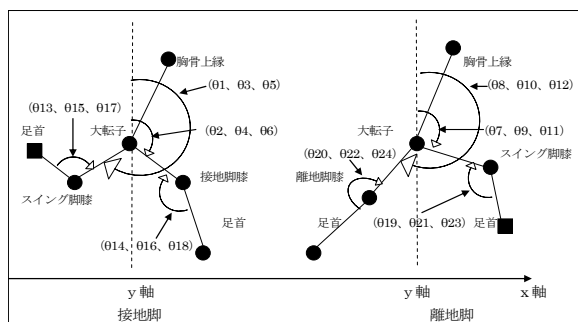 胸骨上縁
(θ1、θ3、θ5)
(θ13、θ15、θ17)
足首
大転子
(θ2、θ4、θ6)
スイング脚膝
接地脚膝
(θ14、θ16、θ18)
足首
胸骨上縁
(θ8、θ10、θ12)
大転子
(θ7、θ9、θ11)
(θ20、θ22、θ24)
スイング脚膝
離地脚膝
(θ19、θ21、θ23)
足首
足首
y 軸
y 軸
x 軸
接地脚
離地脚